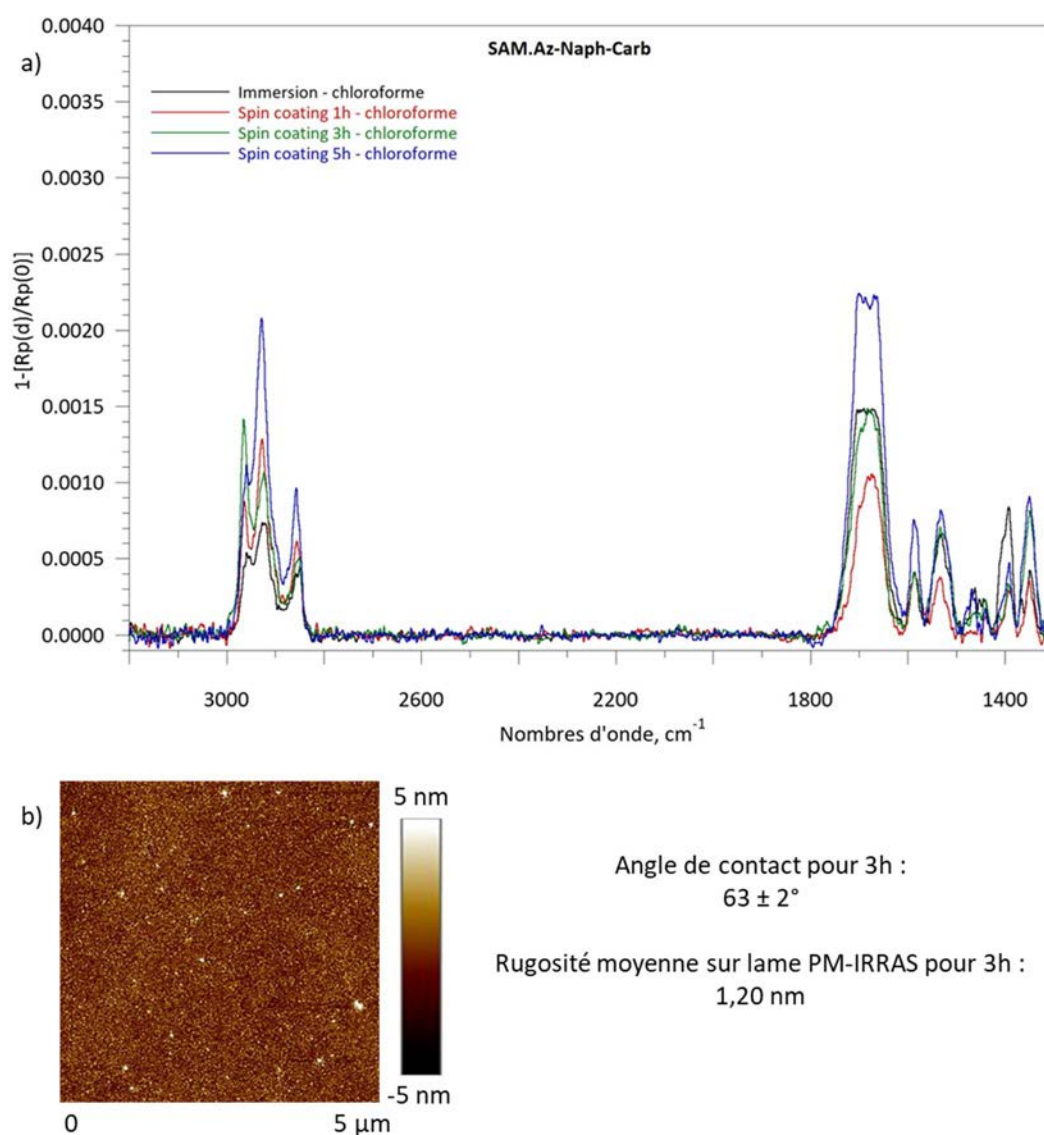 a)
SAM.Az-Naph-Carb
Immersion - chloroforme
Spin coating 1h - chloroforme
Spin coating 3h - chloroforme
Spin coating 5h - chloroforme
0.0040
0.0035
0.0030
0.0025
0.0020
0.0015
0.0010
0.0005
0.0000
1-[Rp(d)/Rp(0)]
3000 2600 2200 1800 1400
Nombres d'onde, cm⁻¹
b)
5 nm
-5 nm
0 5 µm
Angle de contact pour 3h :
63 ± 2°
Rugosité moyenne sur lame PM-IRRAS pour 3h :
1,20 nm